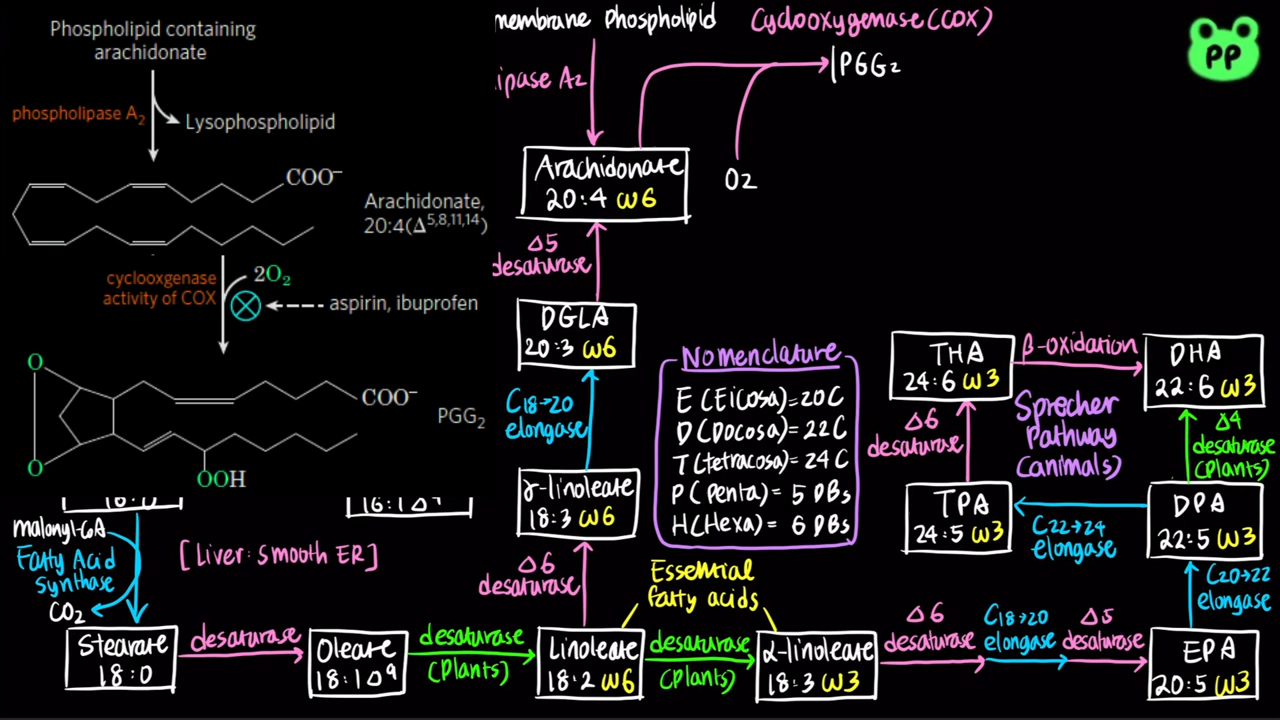 Phospholipid containing
arachidonate
phospholipase A₂
Lysophospholipid
COO⁻
Arachidonate,
20:4(Δ⁵,⁸,¹¹,¹⁴)
cyclooxgenase
activity of COX
2O₂
aspirin, ibuprofen
O
O
COO⁻
PGG₂
OOH
membrane phospholipid
Cyclooxygenase (COX)
PGG₂
ipase A₂
O₂
Arachidonate
20:4 ω6
Δ5
desaturase
DGLA
20:3 ω6
C18→20
elongase
γ-linoleate
18:3 ω6
Δ6
desaturase
Nomenclature
E (Eicosa) = 20C
D (Docosa) = 22C
T (tetracosa) = 24C
P (Penta) = 5 DBs
H (Hexa) = 6 DBs
Essential
fatty acids
THA
24:6 ω3
β-oxidation
DHA
22:6 ω3
Δ6
desaturase
Sprecher
Pathway
(animals)
Δ4
desaturase
(Plants)
TPA
24:5 ω3
C22→24
elongase
DPA
22:5 ω3
C20→22
elongase
16:0
16:1Δ⁹
malonyl-CoA
Fatty Acid
synthase
CO₂
[Liver: Smooth ER]
Stearate
18:0
desaturase
Oleate
18:1Δ⁹
desaturase
(Plants)
Linoleate
18:2 ω6
desaturase
(Plants)
α-linoleate
18:3 ω3
Δ6
desaturase
C18→20
elongase
Δ5
desaturase
EPA
20:5 ω3
PP